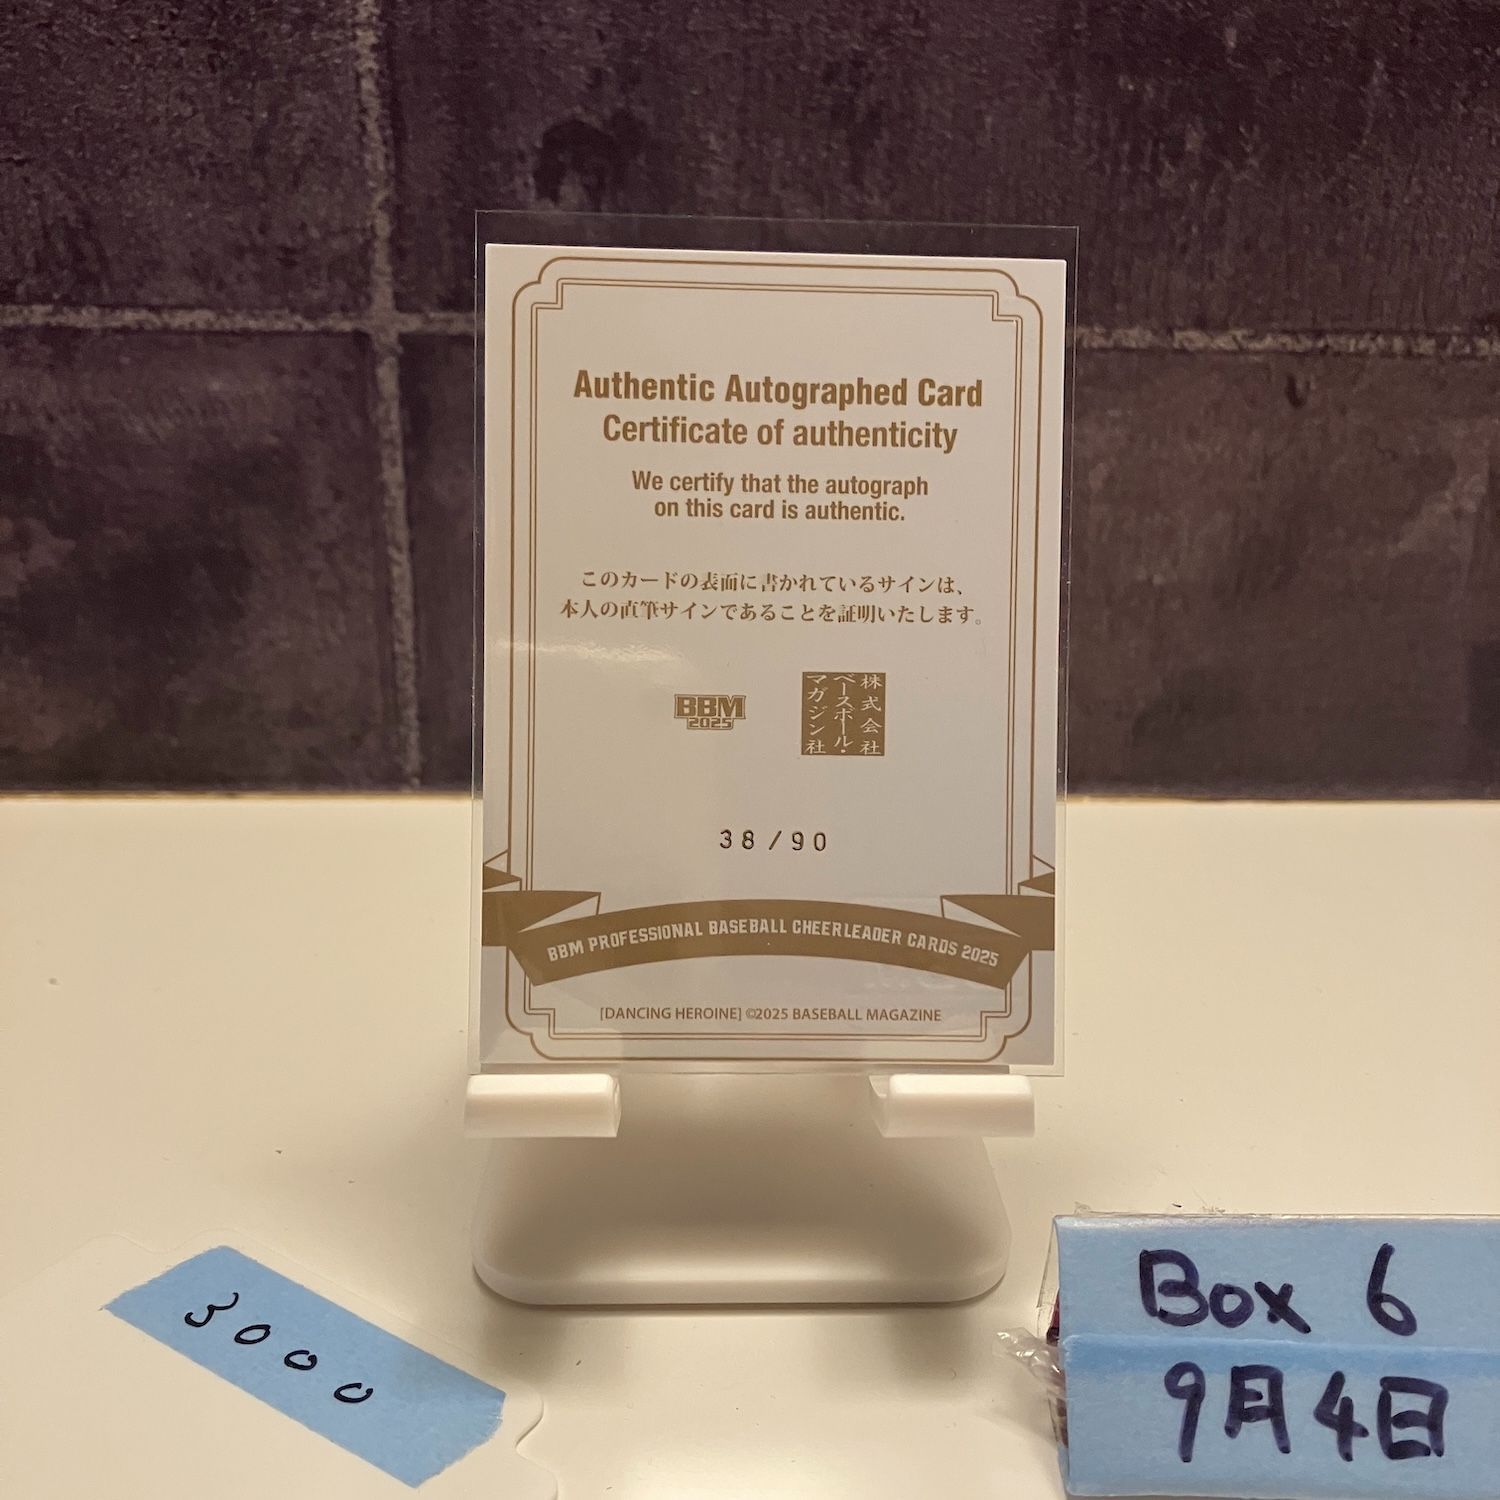 Authentic Autographed Card
Certificate of authenticity
We certify that the autograph
on this card is authentic.
このカードの表面に書かれているサインは、
本人の直筆サインであることを証明いたします。
BBM
2025
株式会社
ベースボール・
マガジン社
38/90
BBM PROFESSIONAL BASEBALL CHEERLEADER CARDS 2025
[DANCING HEROINE] ©2025 BASEBALL MAGAZINE
3000
Box 6
9月4日